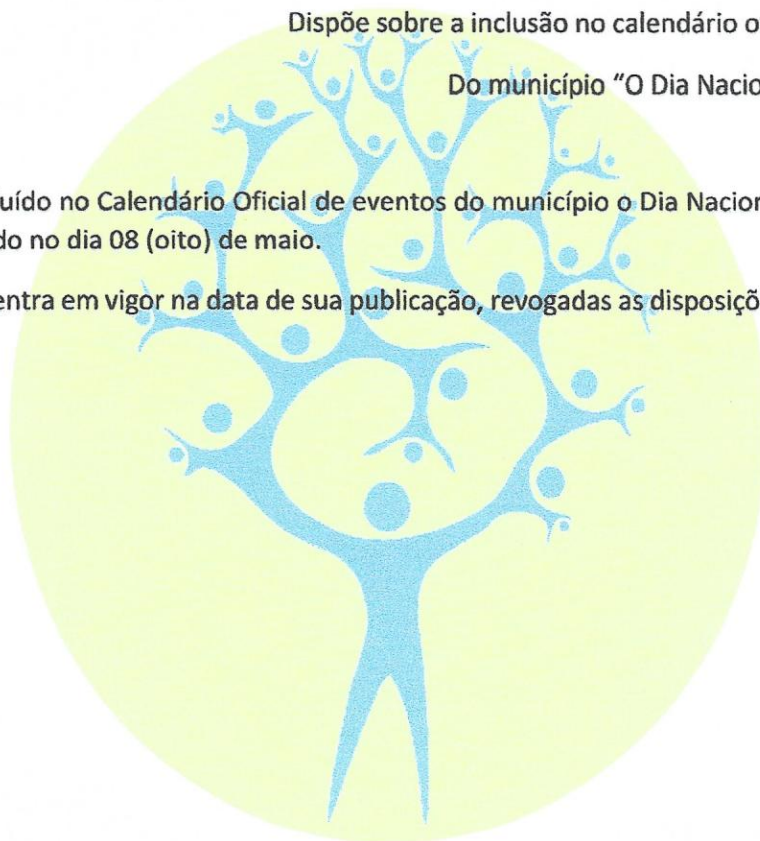 Dispõe sobre a inclusão no calendário o
Do município “O Dia Nacio
uído no Calendário Oficial de eventos do município o Dia Nacion
do no dia 08 (oito) de maio.
entra em vigor na data de sua publicação, revogadas as disposiçõ